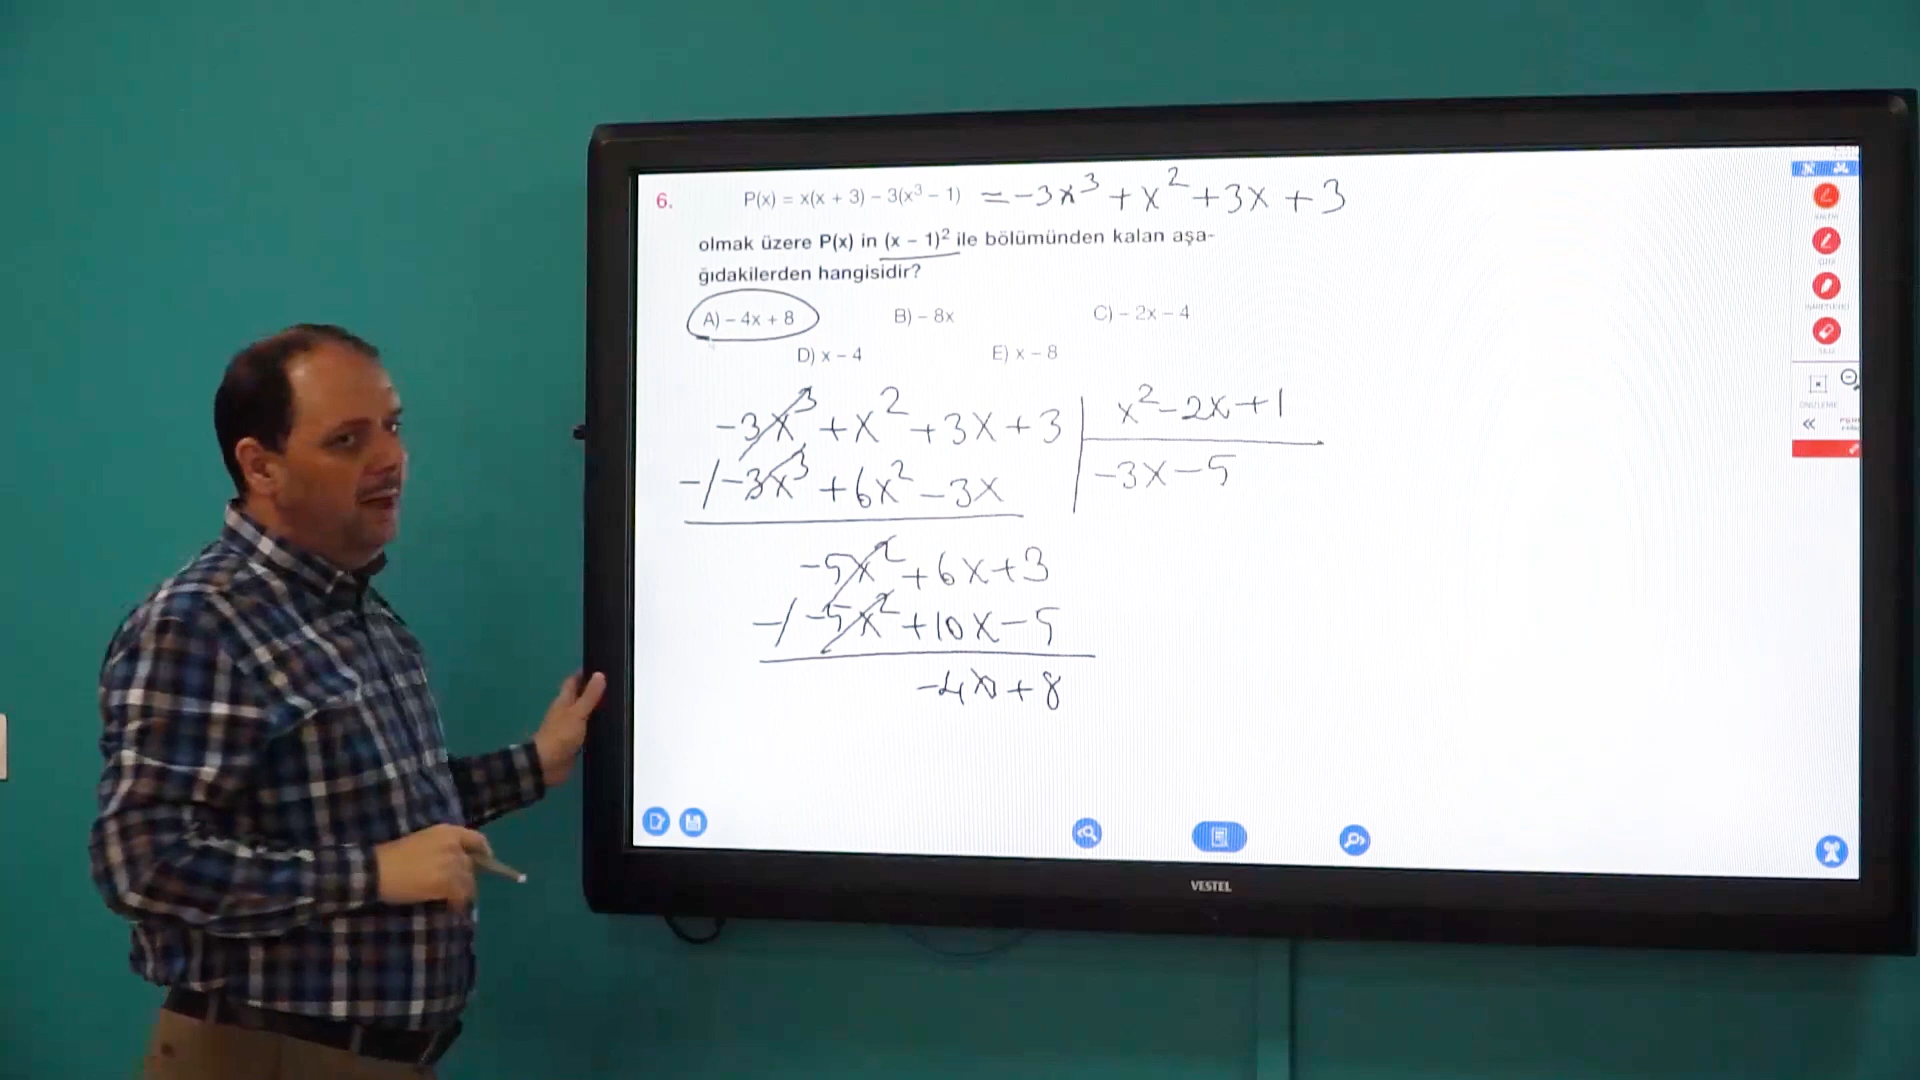 6. P(x) = x(x + 3) – 3(x³ – 1) = -3x³ + x² + 3x + 3
olmak üzere P(x) in (x – 1)² ile bölümünden kalan aşa-
ğıdakilerden hangisidir?
A) – 4x + 8 B) – 8x C) – 2x – 4
D) x – 4 E) x – 8
-3x³ + x² + 3x + 3 | x² - 2x + 1
-/ -3x³ + 6x² - 3x | -3x - 5
-5x² + 6x + 3
-/ -5x² + 10x - 5
-4x + 8
VESTEL